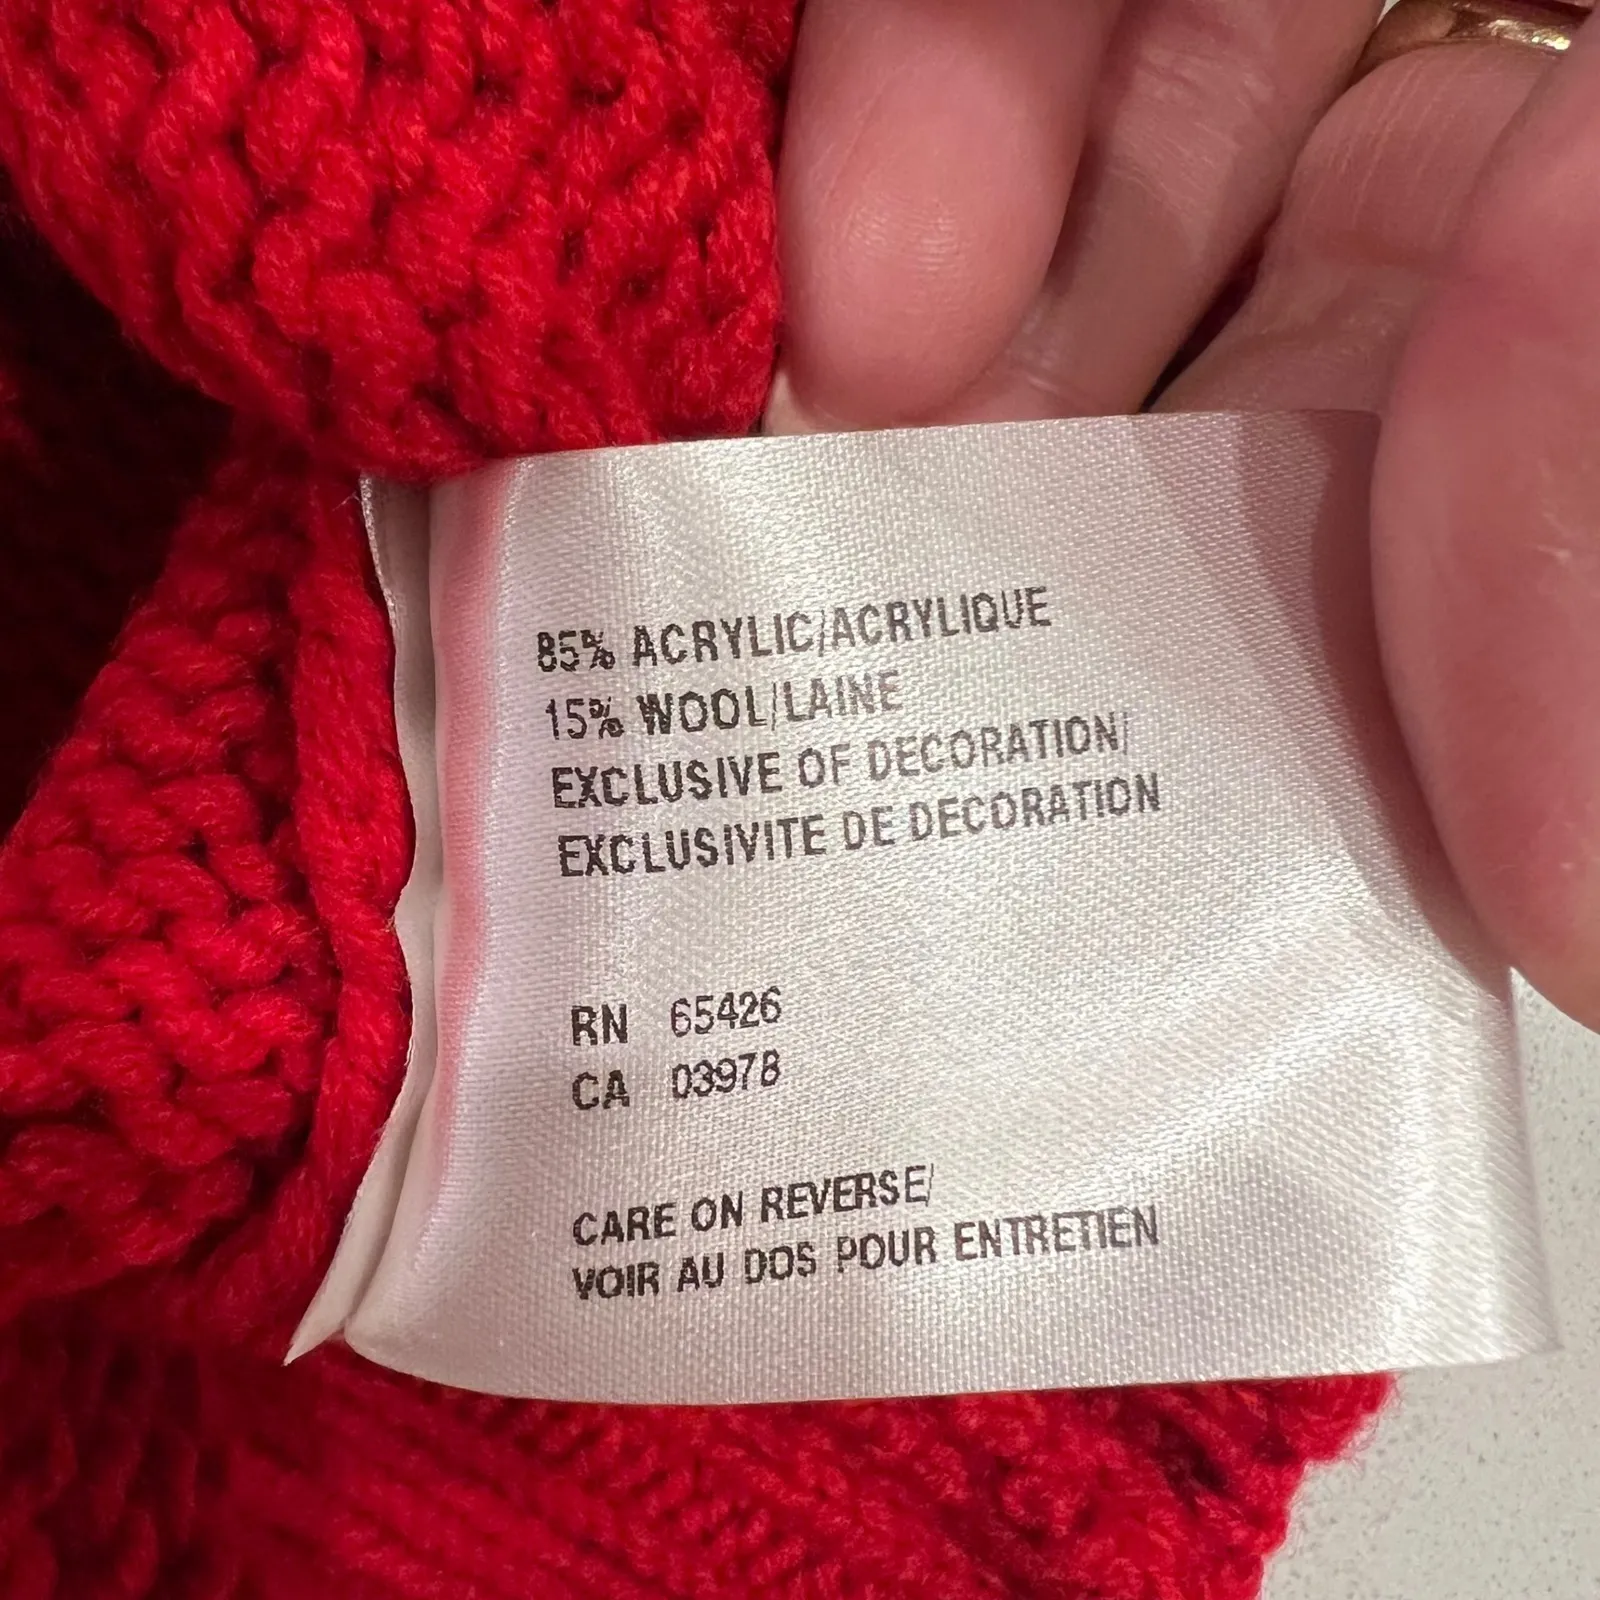 85% ACRYLIC/ACRYLIQUE
15% WOOL/LAINE
EXCLUSIVE OF DECORATION/
EXCLUSIVITE DE DECORATION
RN 65426
CA 03978
CARE ON REVERSE/
VOIR AU DOS POUR ENTRETIEN